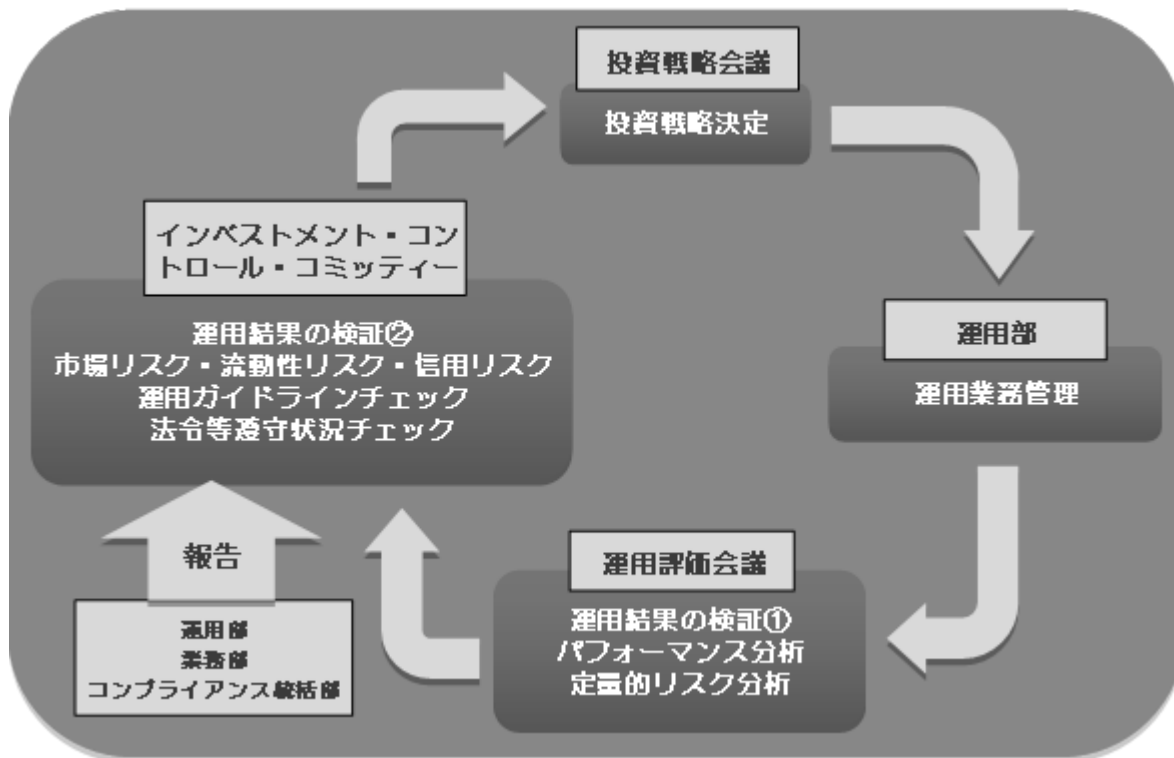 投資戦略会議
投資戦略決定
運用部
運用業務管理
運用評価会議
運用結果の検証①
パフォーマンス分析
定量的リスク分析
インベストメント・コン
トロール・コミッティー
運用結果の検証②
市場リスク・流動性リスク・信用リスク
運用ガイドラインチェック
法令等遵守状況チェック
報告
運用部
業務部
コンプライアンス統括部